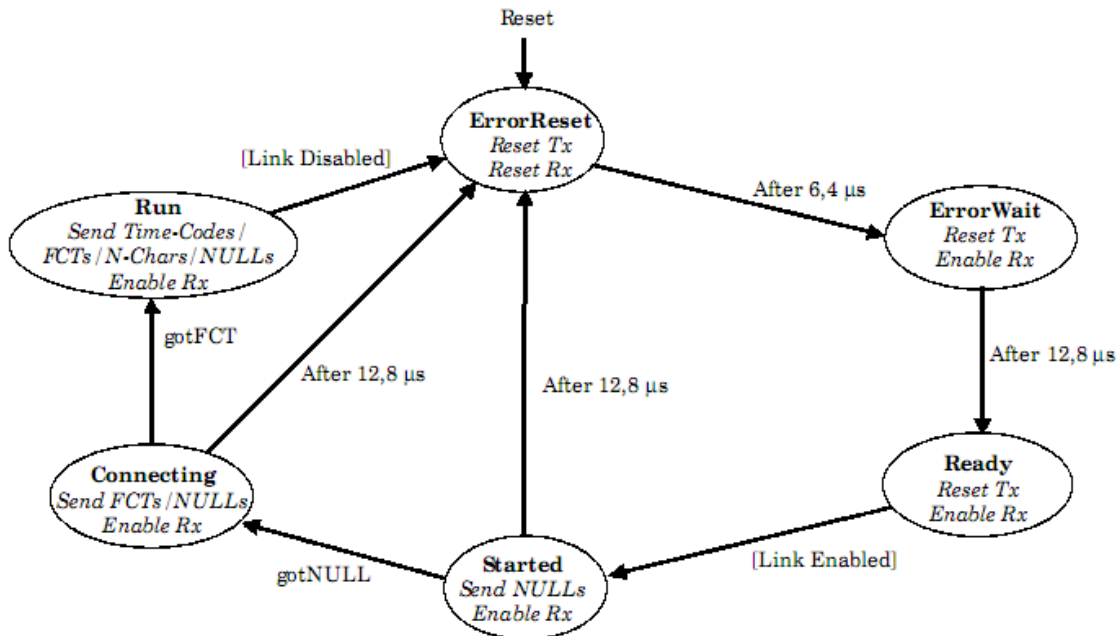 Reset
ErrorReset
Reset Tx
Reset Rx
[Link Disabled]
After 6,4 µs
Run
Send Time-Codes/
FCTs/N-Chars/NULLs
Enable Rx
ErrorWait
Reset Tx
Enable Rx
gotFCT
After 12,8 µs
After 12,8 µs
After 12,8 µs
Connecting
Send FCTs/NULLs
Enable Rx
Ready
Reset Tx
Enable Rx
gotNULL
Started
Send NULLs
Enable Rx
[Link Enabled]